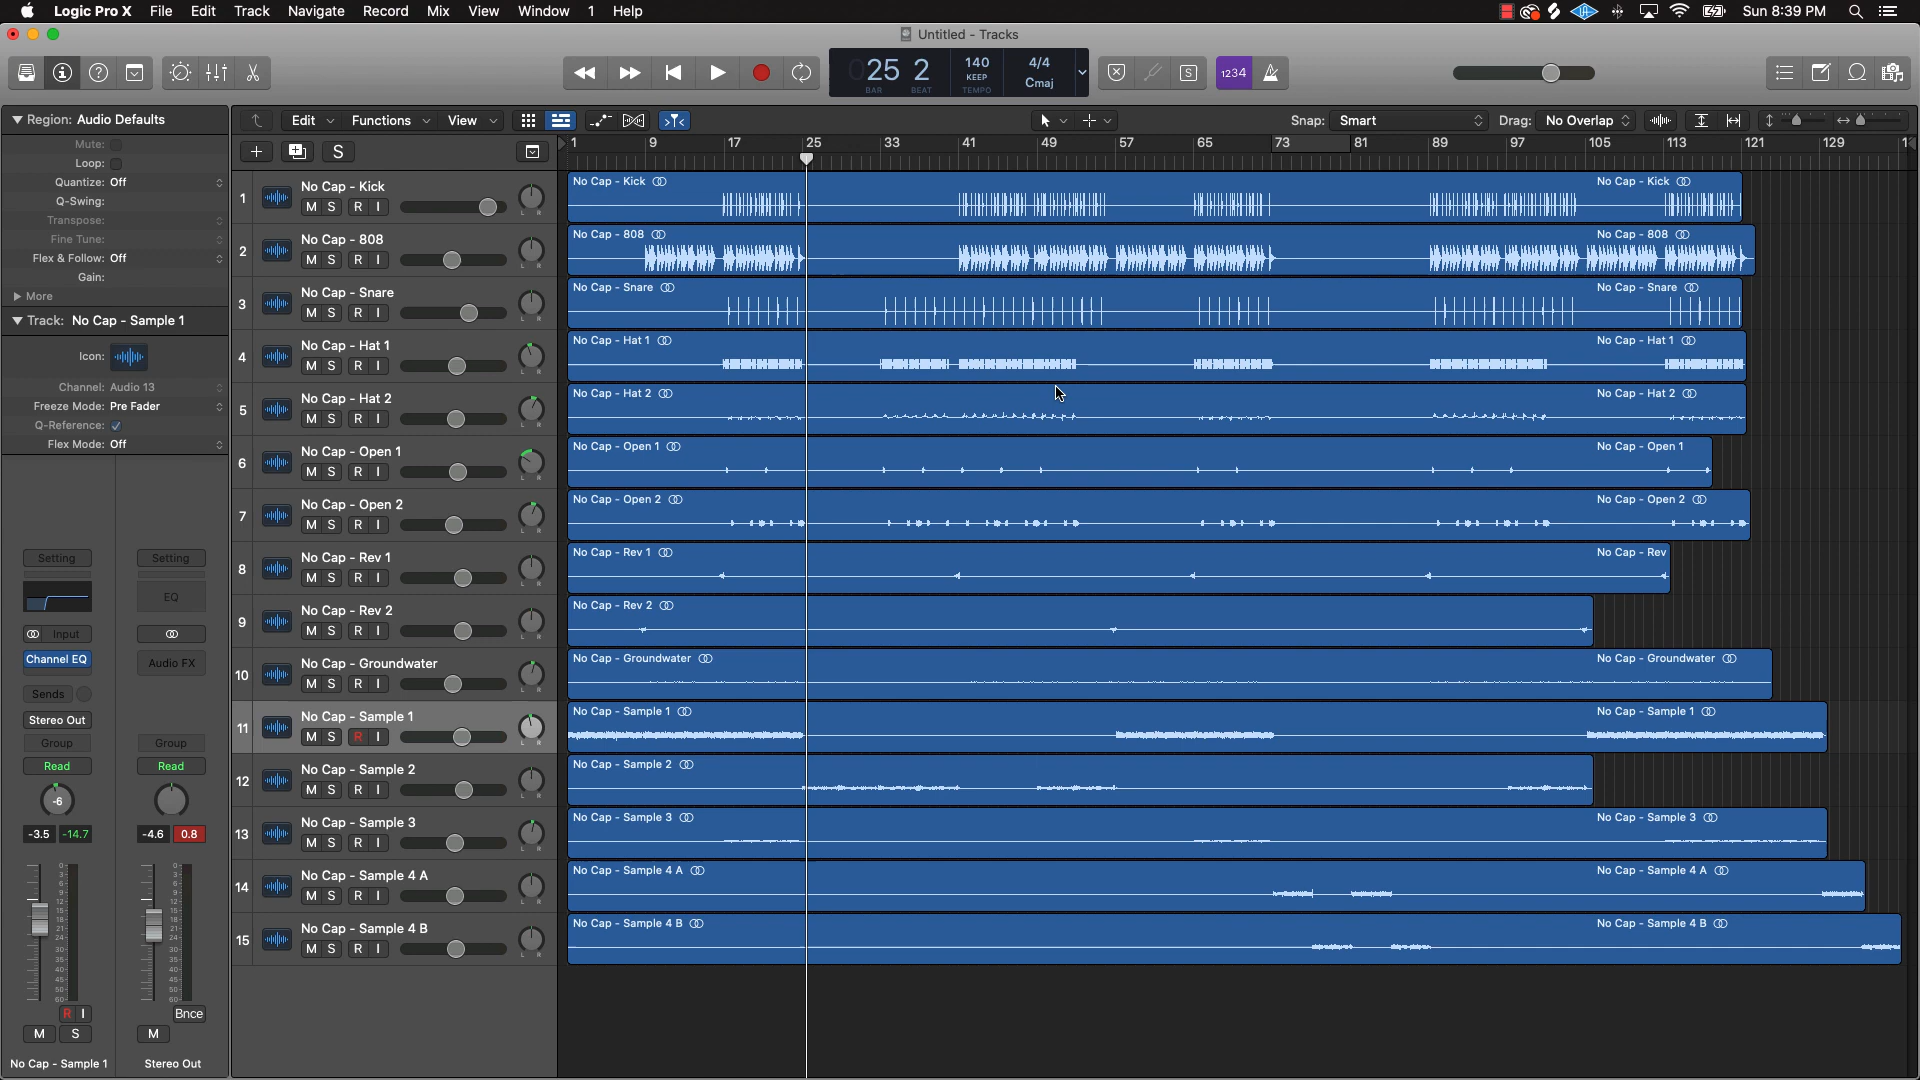 Logic Pro X File Edit Track Navigate Record Mix View Window 1 Help Sun 8:39 PM
Untitled - Tracks
25 2 140 KEEP 4/4 Cmaj 1234
BAR BEAT TEMPO
Region: Audio Defaults
Edit Functions View Snap: Smart Drag: No Overlap
Mute:
Loop:
Quantize: Off
Q-Swing:
Transpose:
Fine Tune:
Flex & Follow: Off
Gain:
More
Track: No Cap - Sample 1
Icon:
Channel: Audio 13
Freeze Mode: Pre Fader
Q-Reference:
Flex Mode: Off
Setting Setting
EQ
Input
Channel EQ Audio FX
Sends
Stereo Out
Group Group
Read Read
-6
-3.5 -14.7 -4.6 0.8
R I Bnce
M S M
No Cap - Sample 1 Stereo Out
S
1 9 17 25 33 41 49 57 65 73 81 89 97 105 113 121 129
1 No Cap - Kick
M S R I
No Cap - Kick No Cap - Kick
2 No Cap - 808
M S R I
No Cap - 808 No Cap - 808
3 No Cap - Snare
M S R I
No Cap - Snare No Cap - Snare
4 No Cap - Hat 1
M S R I
No Cap - Hat 1 No Cap - Hat 1
5 No Cap - Hat 2
M S R I
No Cap - Hat 2 No Cap - Hat 2
6 No Cap - Open 1
M S R I
No Cap - Open 1 No Cap - Open 1
7 No Cap - Open 2
M S R I
No Cap - Open 2 No Cap - Open 2
8 No Cap - Rev 1
M S R I
No Cap - Rev 1 No Cap - Rev
9 No Cap - Rev 2
M S R I
No Cap - Rev 2
10 No Cap - Groundwater
M S R I
No Cap - Groundwater No Cap - Groundwater
11 No Cap - Sample 1
M S R I
No Cap - Sample 1 No Cap - Sample 1
12 No Cap - Sample 2
M S R I
No Cap - Sample 2
13 No Cap - Sample 3
M S R I
No Cap - Sample 3 No Cap - Sample 3
14 No Cap - Sample 4 A
M S R I
No Cap - Sample 4 A No Cap - Sample 4 A
15 No Cap - Sample 4 B
M S R I
No Cap - Sample 4 B No Cap - Sample 4 B